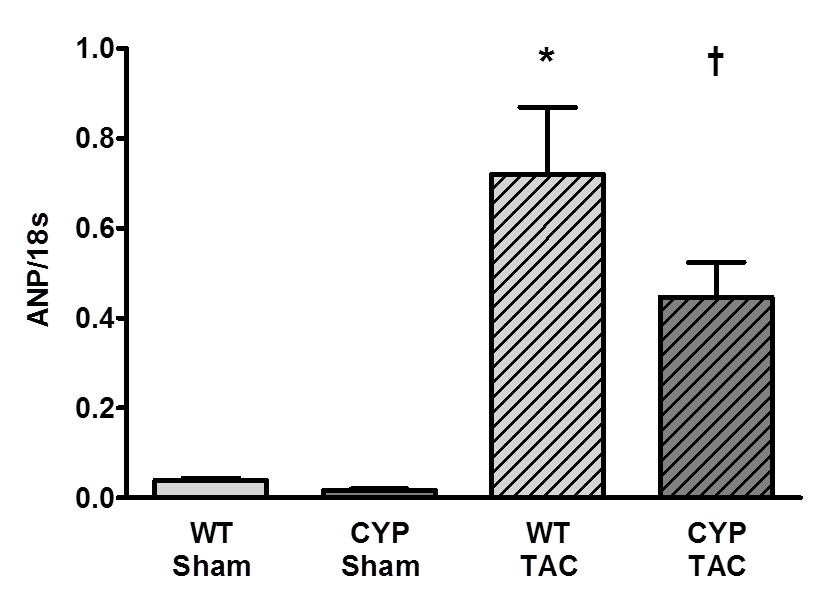 1.0
0.8
0.6
0.4
0.2
0.0
ANP/18s
*
†
WT
Sham
CYP
Sham
WT
TAC
CYP
TAC